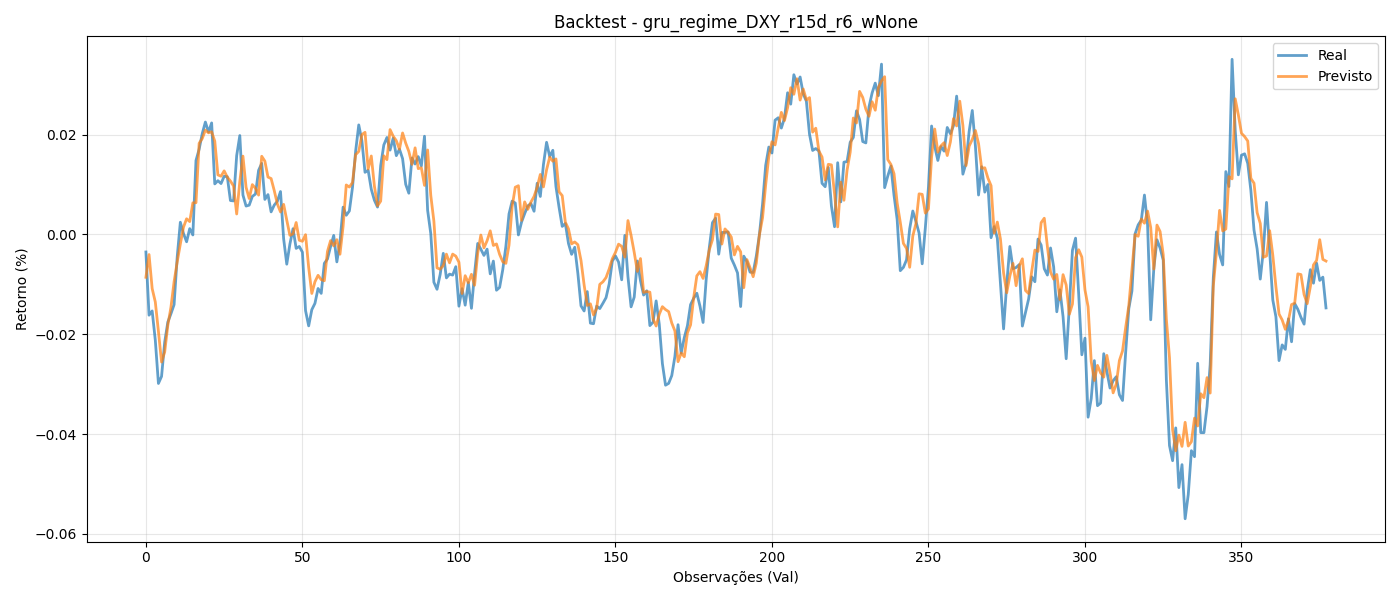 Backtest - gru_regime_DXY_r15d_r6_wNone
Real
Previsto
Retorno (%)
0.02
0.00
−0.02
−0.04
−0.06
0
50
100
150
200
250
300
350
Observações (Val)